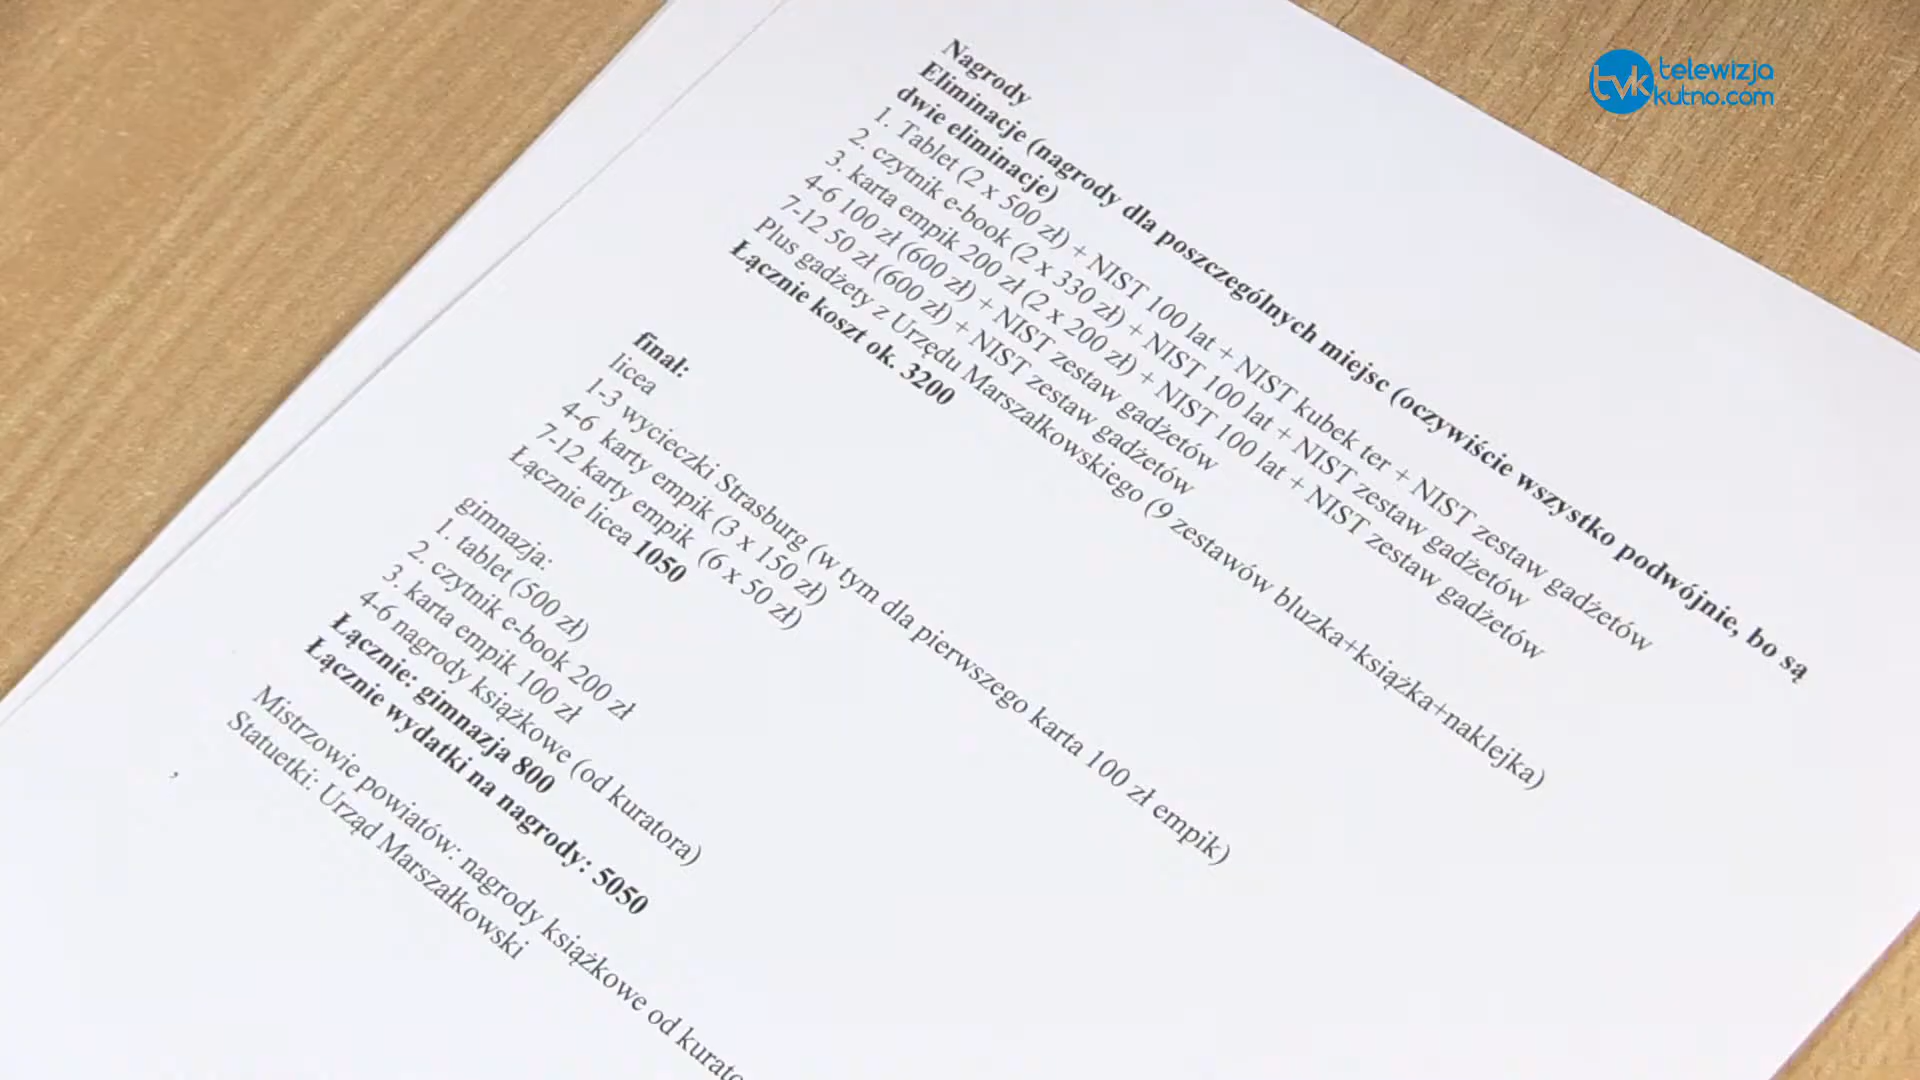 tvk telewizja
kutno.com
Nagrody
Eliminacje (nagrody dla poszczególnych miejsc (oczywiście wszystko podwójnie, bo są
dwie eliminacje)
1. Tablet (2 x 500 zł) + NIST 100 lat + NIST kubek ter + NIST zestaw gadżetów
2. czytnik e-book (2 x 330 zł) + NIST 100 lat + NIST zestaw gadżetów
3. karta empik 200 zł (2 x 200 zł) + NIST 100 lat + NIST zestaw gadżetów
4-6 100 zł (600 zł) + NIST zestaw gadżetów
7-12 50 zł (600 zł) + NIST zestaw gadżetów
Plus gadżety z Urzędu Marszałkowskiego (9 zestawów bluzka+książka+naklejka)
Łącznie koszt ok. 3200
finał:
licea
1-3 wycieczki Strasburg (w tym dla pierwszego karta 100 zł empik)
4-6 karty empik (3 x 150 zł)
7-12 karty empik (6 x 50 zł)
Łącznie licea 1050
gimnazja:
1. tablet (500 zł)
2. czytnik e-book 200 zł
3. karta empik 100 zł
4-6 nagrody książkowe (od kuratora)
Łącznie: gimnazja 800
Łącznie wydatki na nagrody: 5050
Mistrzowie powiatów: nagrody książkowe od kurato
Statuetki: Urząd Marszałkowski